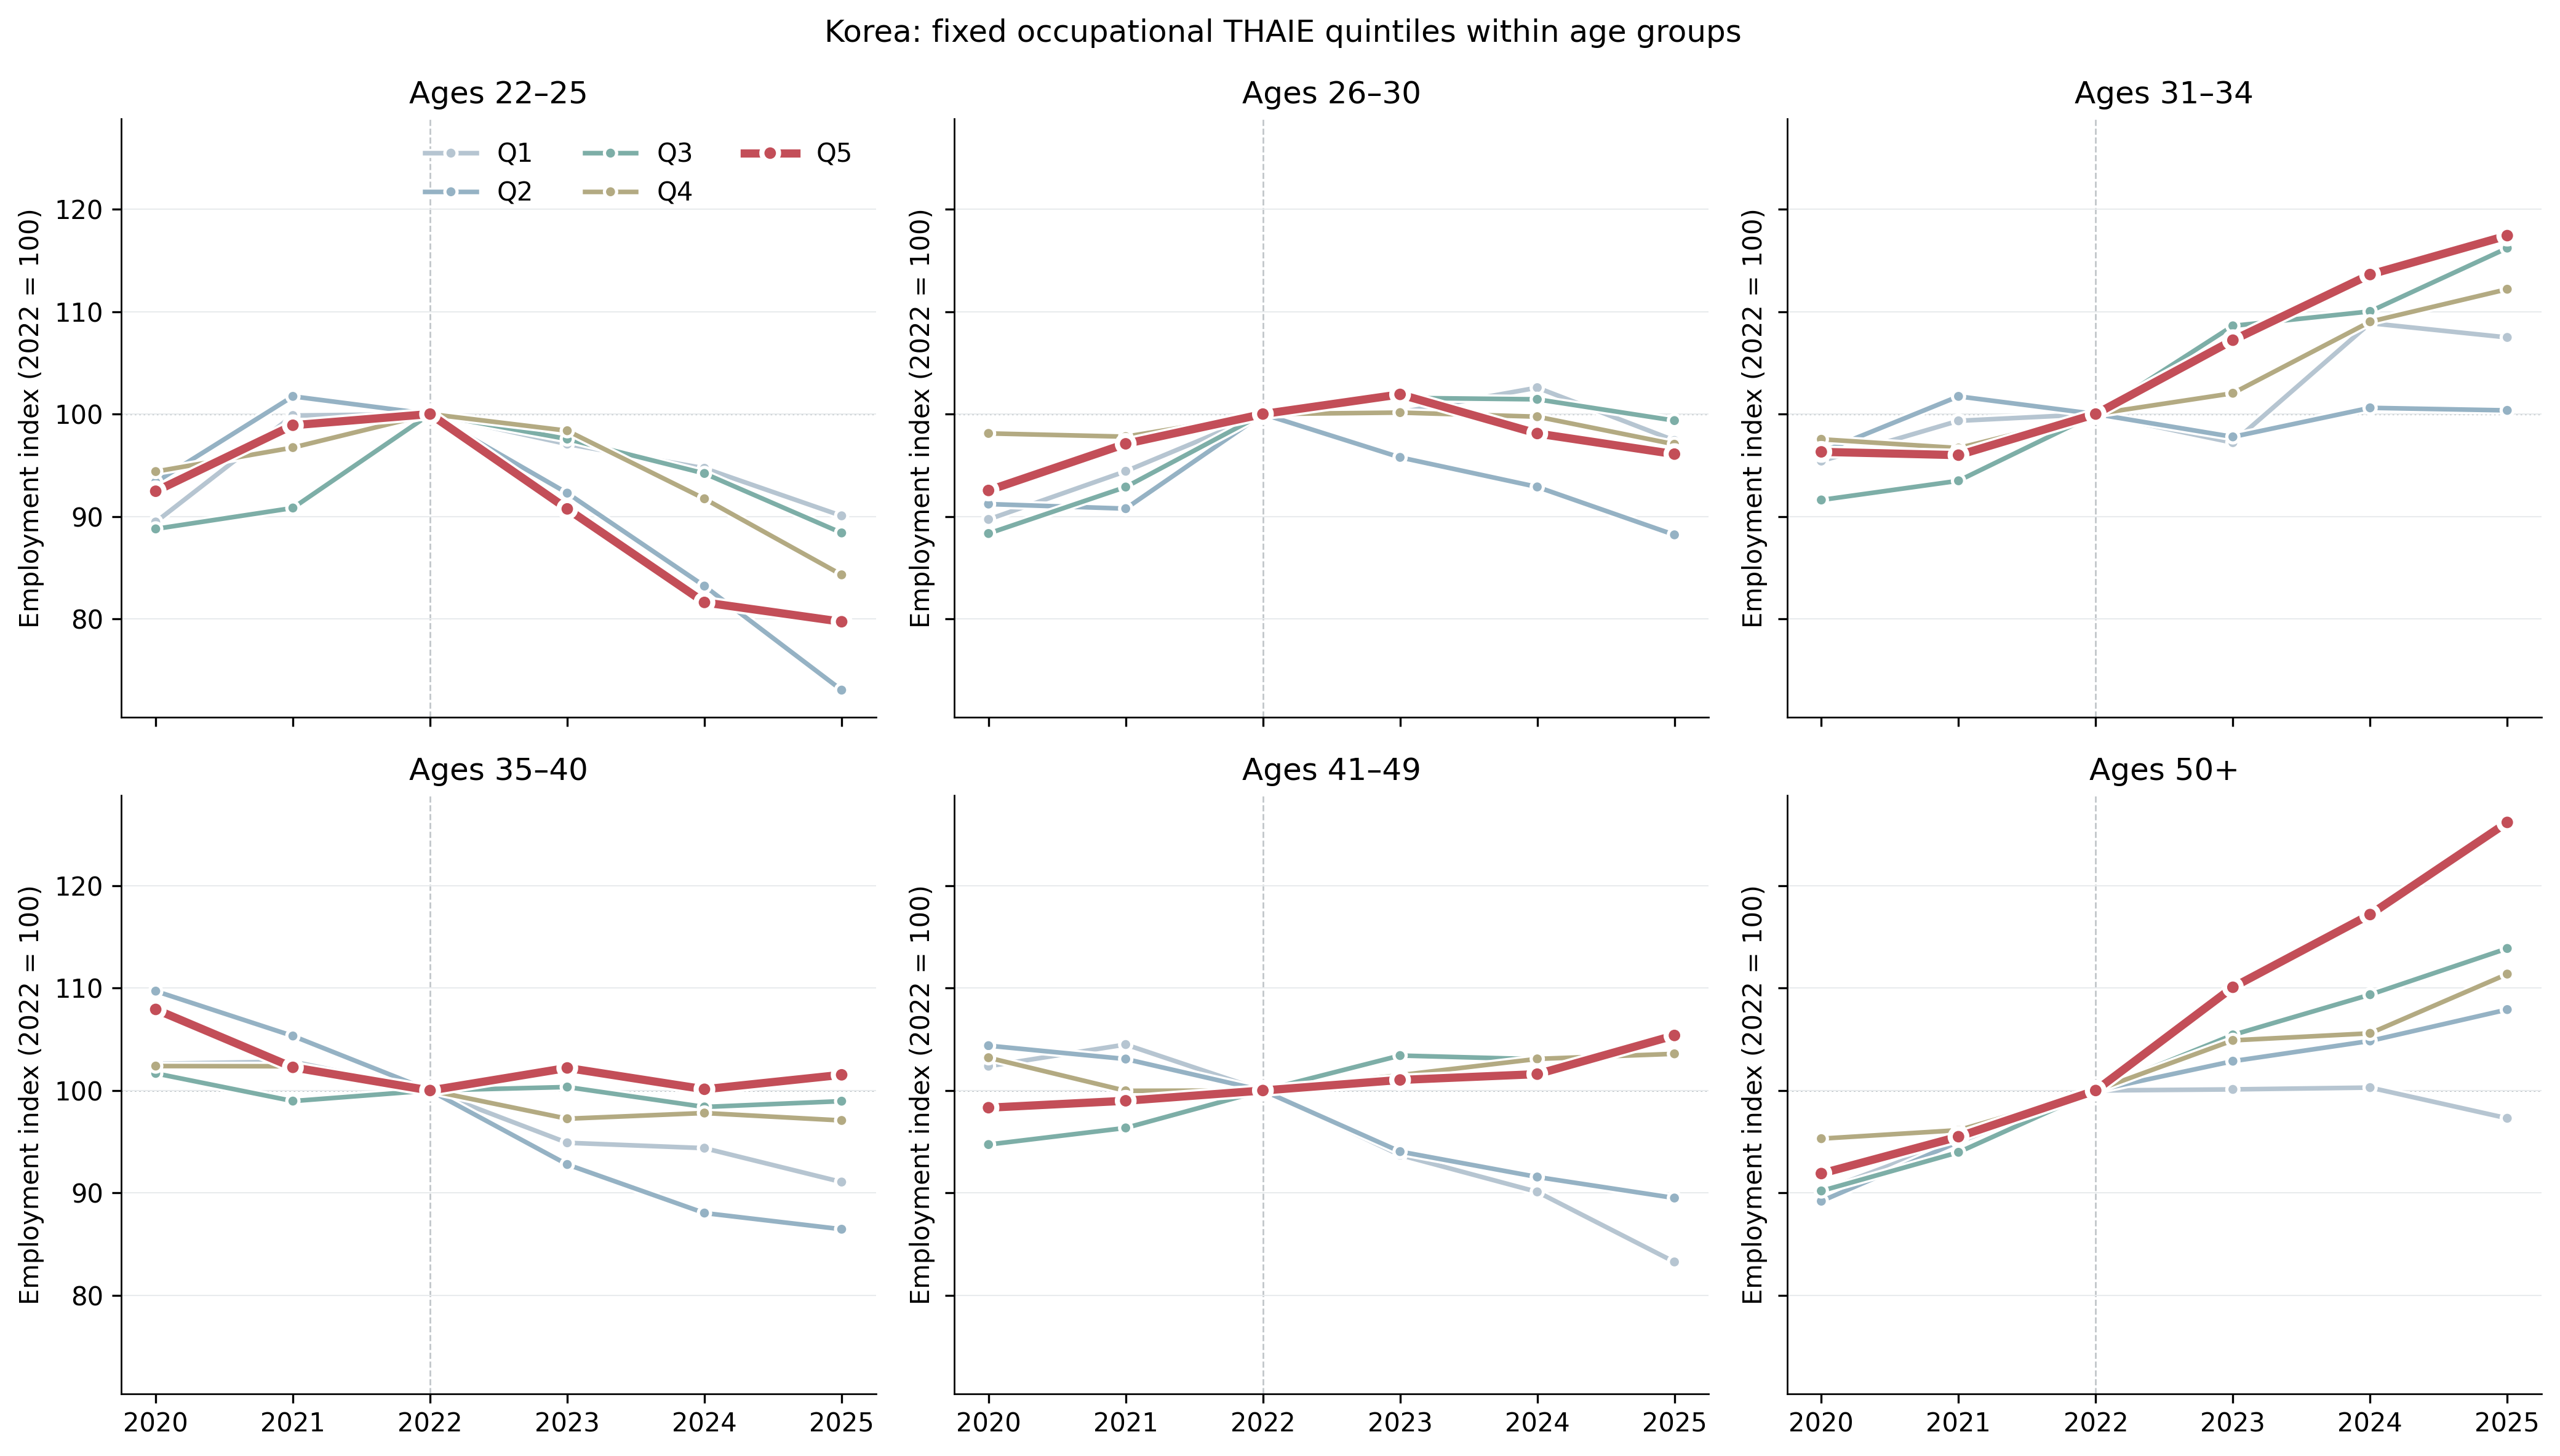 Korea: fixed occupational THAIE quintiles within age groups
Ages 22–25
Q1
Q3
Q5
Q2
Q4
Employment index (2022 = 100)
120
110
100
90
80
Ages 26–30
Employment index (2022 = 100)
Ages 31–34
Employment index (2022 = 100)
Ages 35–40
Employment index (2022 = 100)
120
110
100
90
80
2020 2021 2022 2023 2024 2025
Ages 41–49
Employment index (2022 = 100)
2020 2021 2022 2023 2024 2025
Ages 50+
Employment index (2022 = 100)
2020 2021 2022 2023 2024 2025